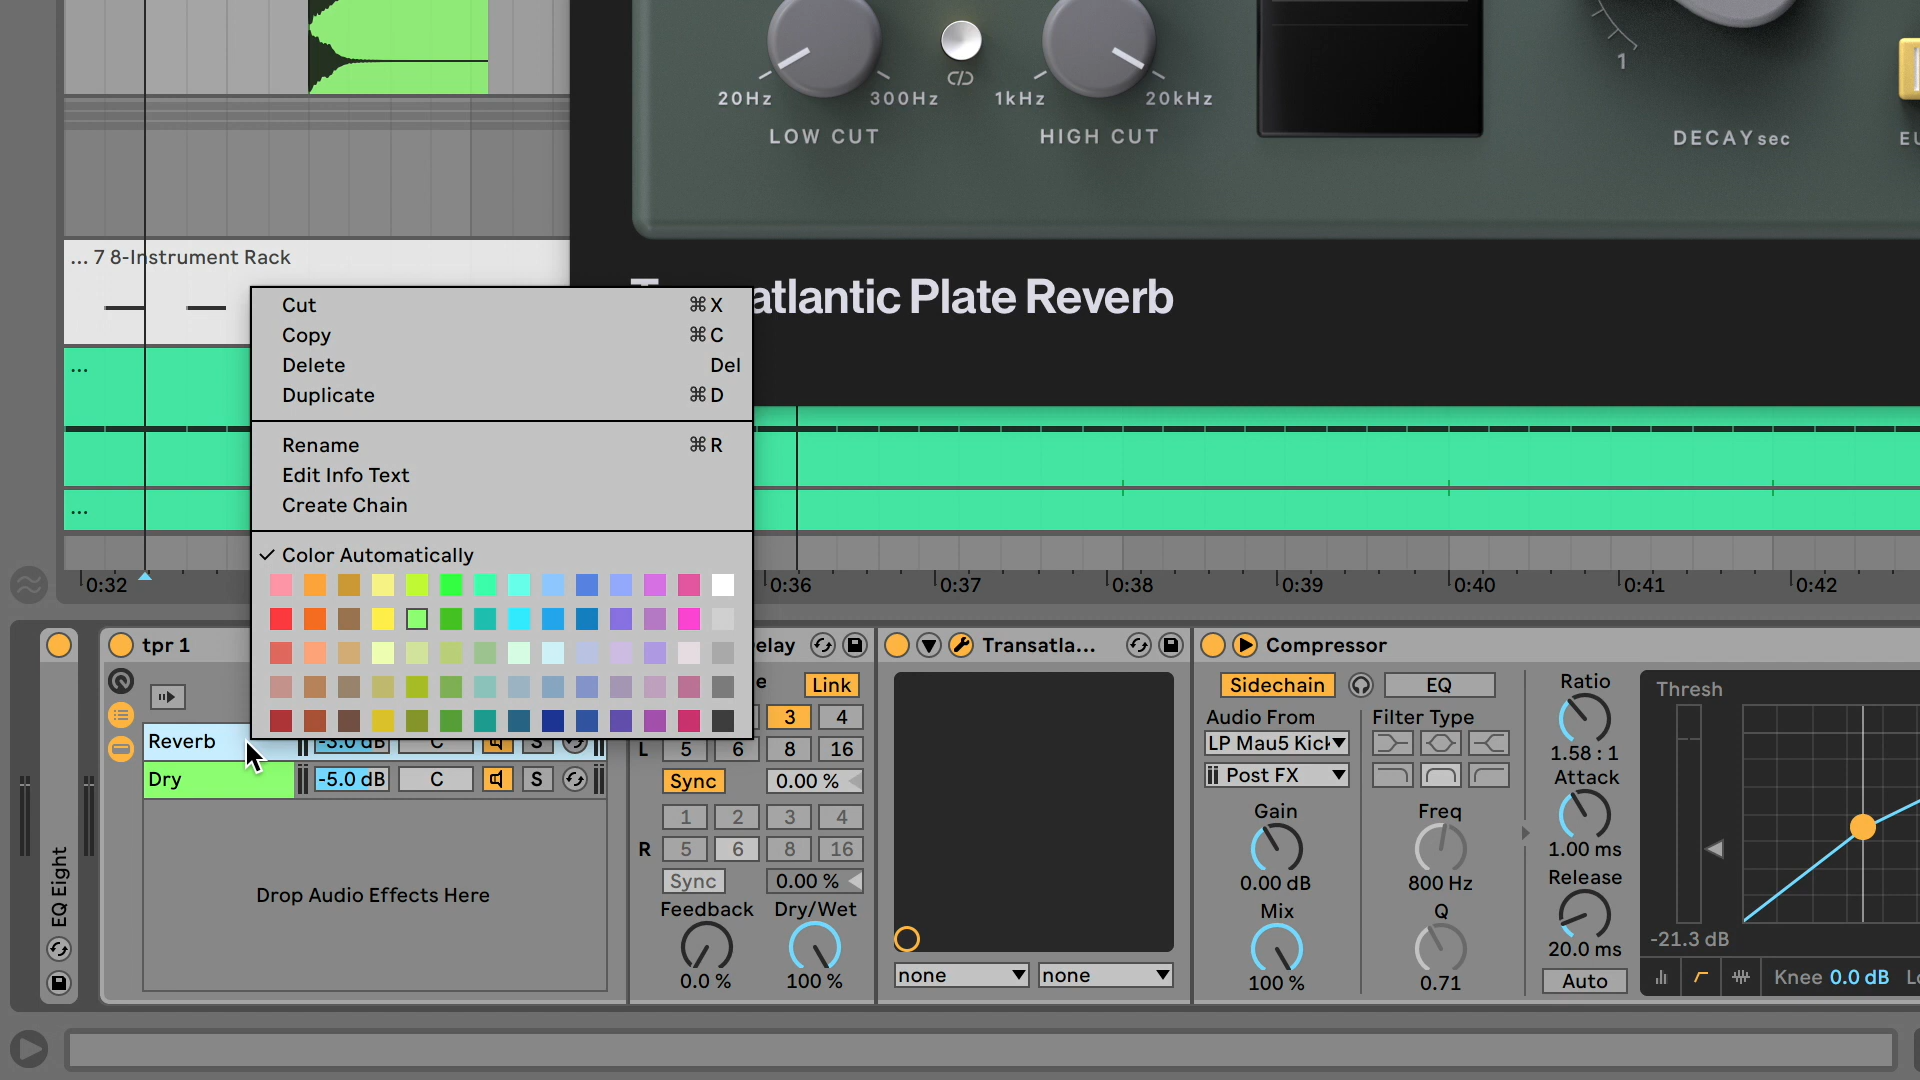 20Hz
300Hz
1kHz
20kHz
LOW CUT
HIGH CUT
1
DECAY sec
... 7 8-Instrument Rack
Transatlantic Plate Reverb
Cut ⌘ X
Copy ⌘ C
Delete Del
Duplicate ⌘ D
Rename ⌘ R
Edit Info Text
Create Chain
✓ Color Automatically
...
...
0:32
0:36
0:37
0:38
0:39
0:40
0:41
0:42
tpr 1
Reverb -3.0 dB C S
Dry -5.0 dB C S
Drop Audio Effects Here
EQ Eight
elay
e Link
3 4
L 5 6 8 16
Sync 0.00 %
1 2 3 4
R 5 6 8 16
Sync 0.00 %
Feedback Dry/Wet
0.0 % 100 %
Transatla...
none none
Compressor
Sidechain EQ
Audio From Filter Type
LP Mau5 Kick
Post FX
Gain Freq
0.00 dB 800 Hz
Mix Q
100 % 0.71
Ratio
1.58 : 1
Attack
1.00 ms
Release
20.0 ms
Auto
Thresh
-21.3 dB
Knee 0.0 dB